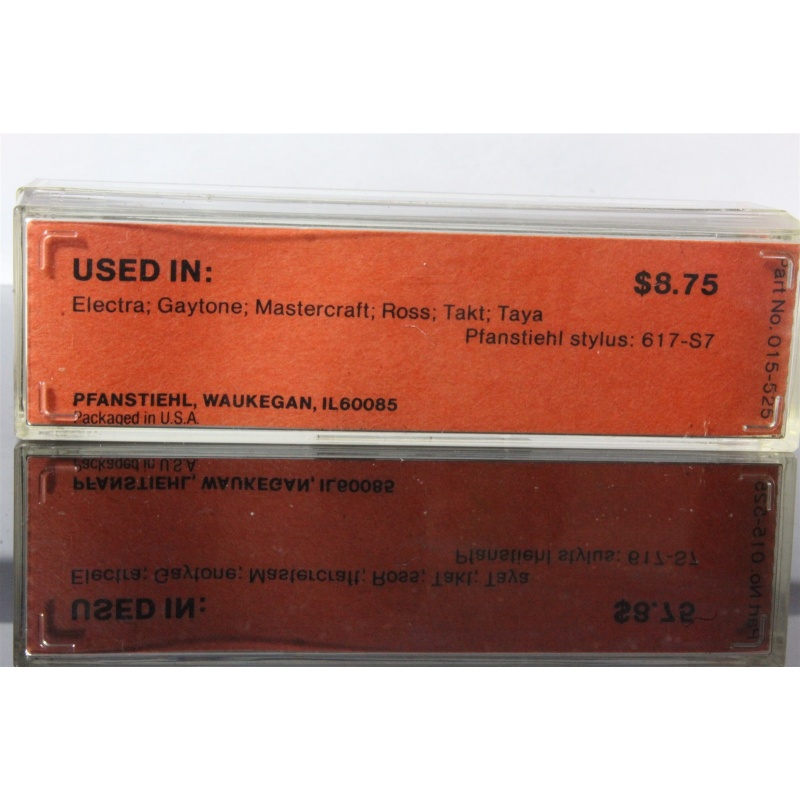 USED IN:
$8.75
Electra; Gaytone; Mastercraft; Ross; Takt; Taya
Pfanstiehl stylus: 617-S7
PFANSTIEHL, WAUKEGAN, IL60085
Packaged in U.S.A.
Part No. 015-525